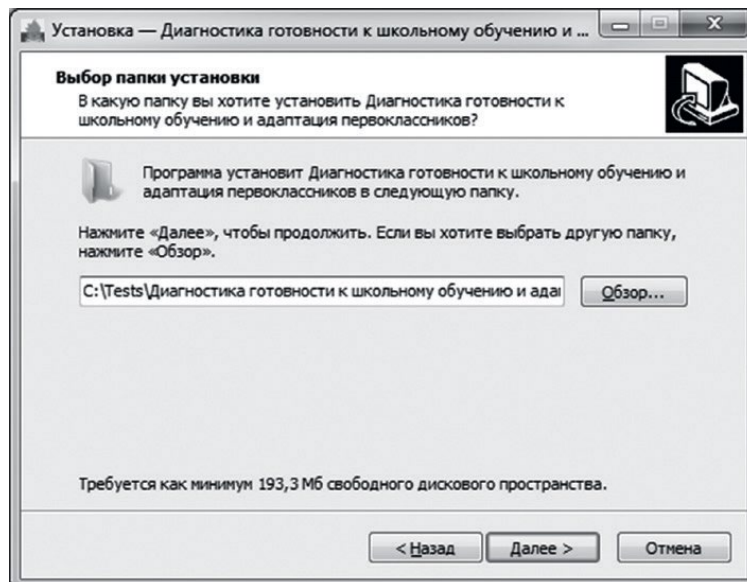 Установка — Диагностика готовности к школьному обучению и ...
Выбор папки установки
В какую папку вы хотите установить Диагностика готовности к
школьному обучению и адаптация первоклассников?
Программа установит Диагностика готовности к школьному обучению и
адаптация первоклассников в следующую папку.
Нажмите «Далее», чтобы продолжить. Если вы хотите выбрать другую папку,
нажмите «Обзор».
C:\Tests\Диагностика готовности к школьному обучению и адап
Обзор...
Требуется как минимум 193,3 Мб свободного дискового пространства.
< Назад
Далее >
Отмена